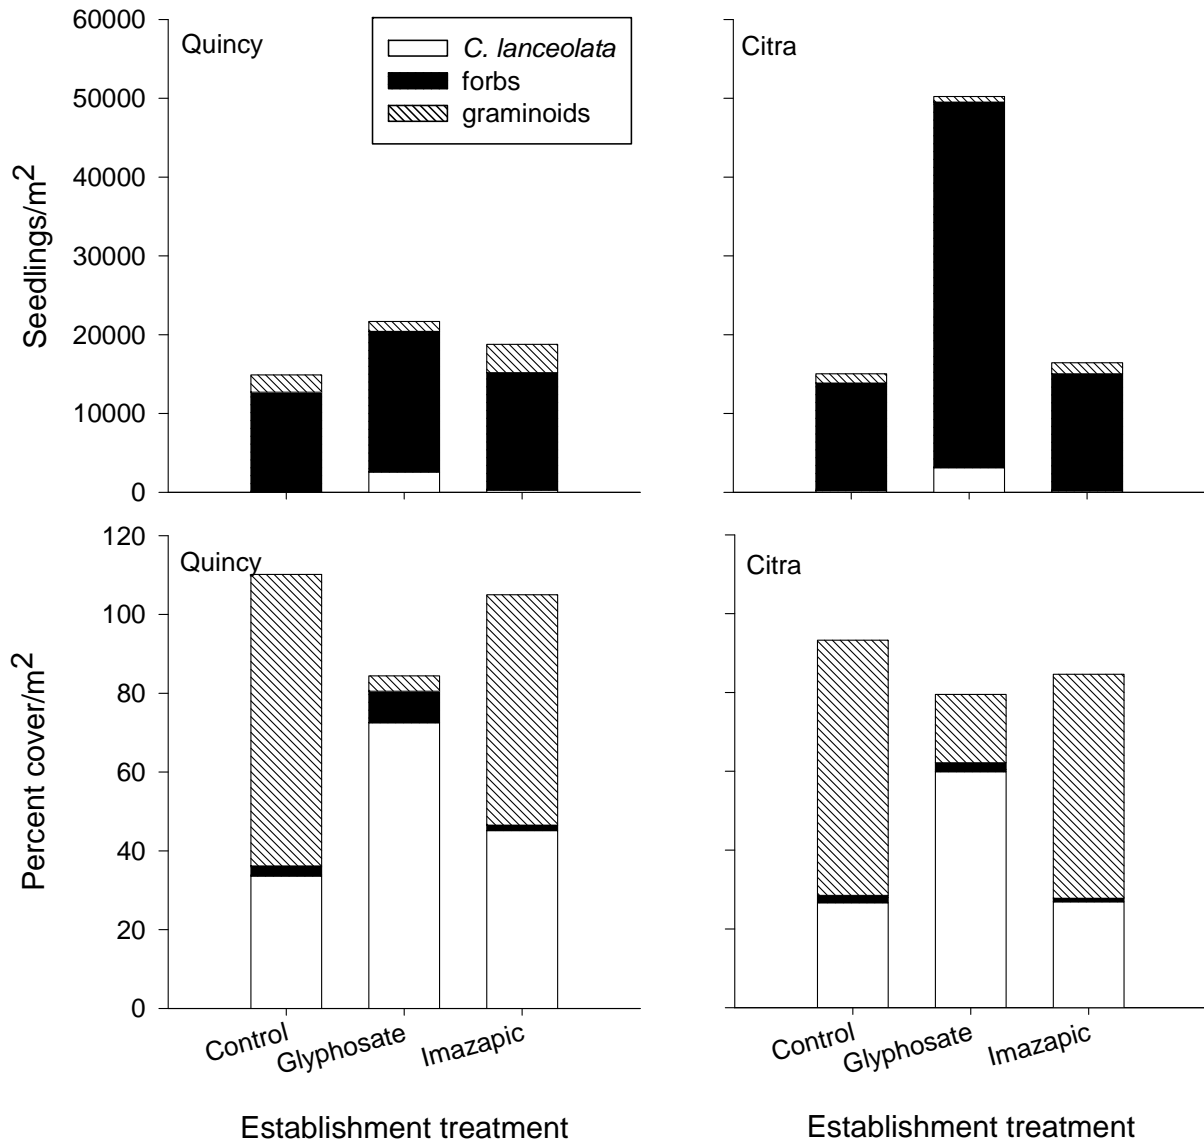 60000
50000
40000
30000
20000
10000
0
Seedlings/m²
Quincy
C. lanceolata
forbs
graminoids
Citra
120
100
80
60
40
20
0
Percent cover/m²
Quincy
Citra
Control
Glyphosate
Imazapic
Control
Glyphosate
Imazapic
Establishment treatment
Establishment treatment